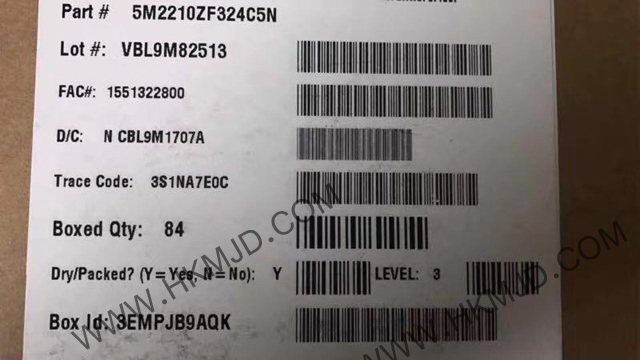 Part # 5M2210ZF324C5N
Lot #: VBL9M82513
FAC#: 1551322800
D/C: N CBL9M1707A
Trace Code: 3S1NA7E0C
Boxed Qty: 84
Dry/Packed? (Y=Yes, N=No): Y LEVEL: 3
Box Id: 3EMPJB9AQK
WWW.HKMJD.COM
WWW.HKMJD.COM